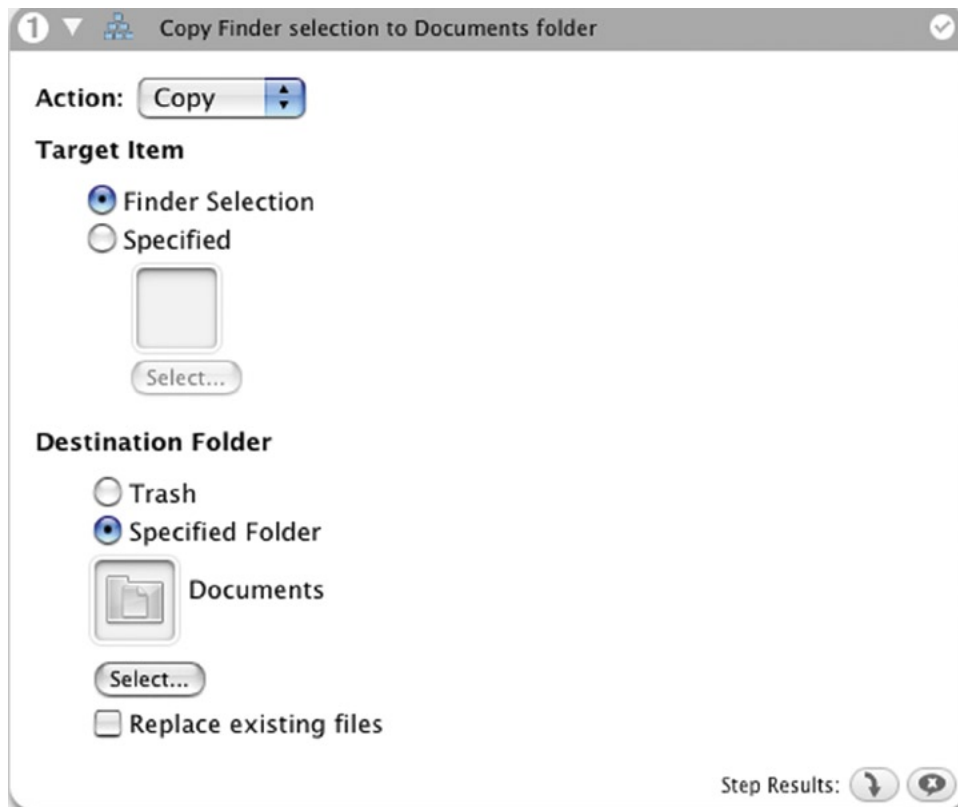 1 Copy Finder selection to Documents folder
Action: Copy
Target Item
Finder Selection
Specified
Select...
Destination Folder
Trash
Specified Folder
Documents
Select...
Replace existing files
Step Results: